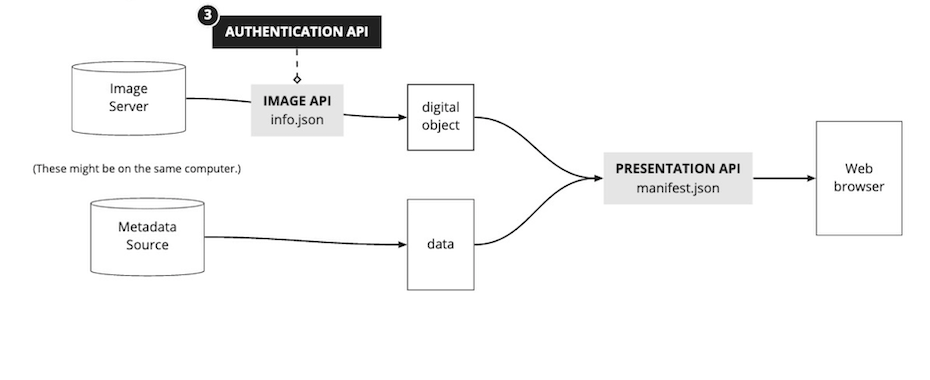 3
AUTHENTICATION API
Image
Server
IMAGE API
info.json
digital
object
(These might be on the same computer.)
PRESENTATION API
manifest.json
Web
browser
Metadata
Source
data